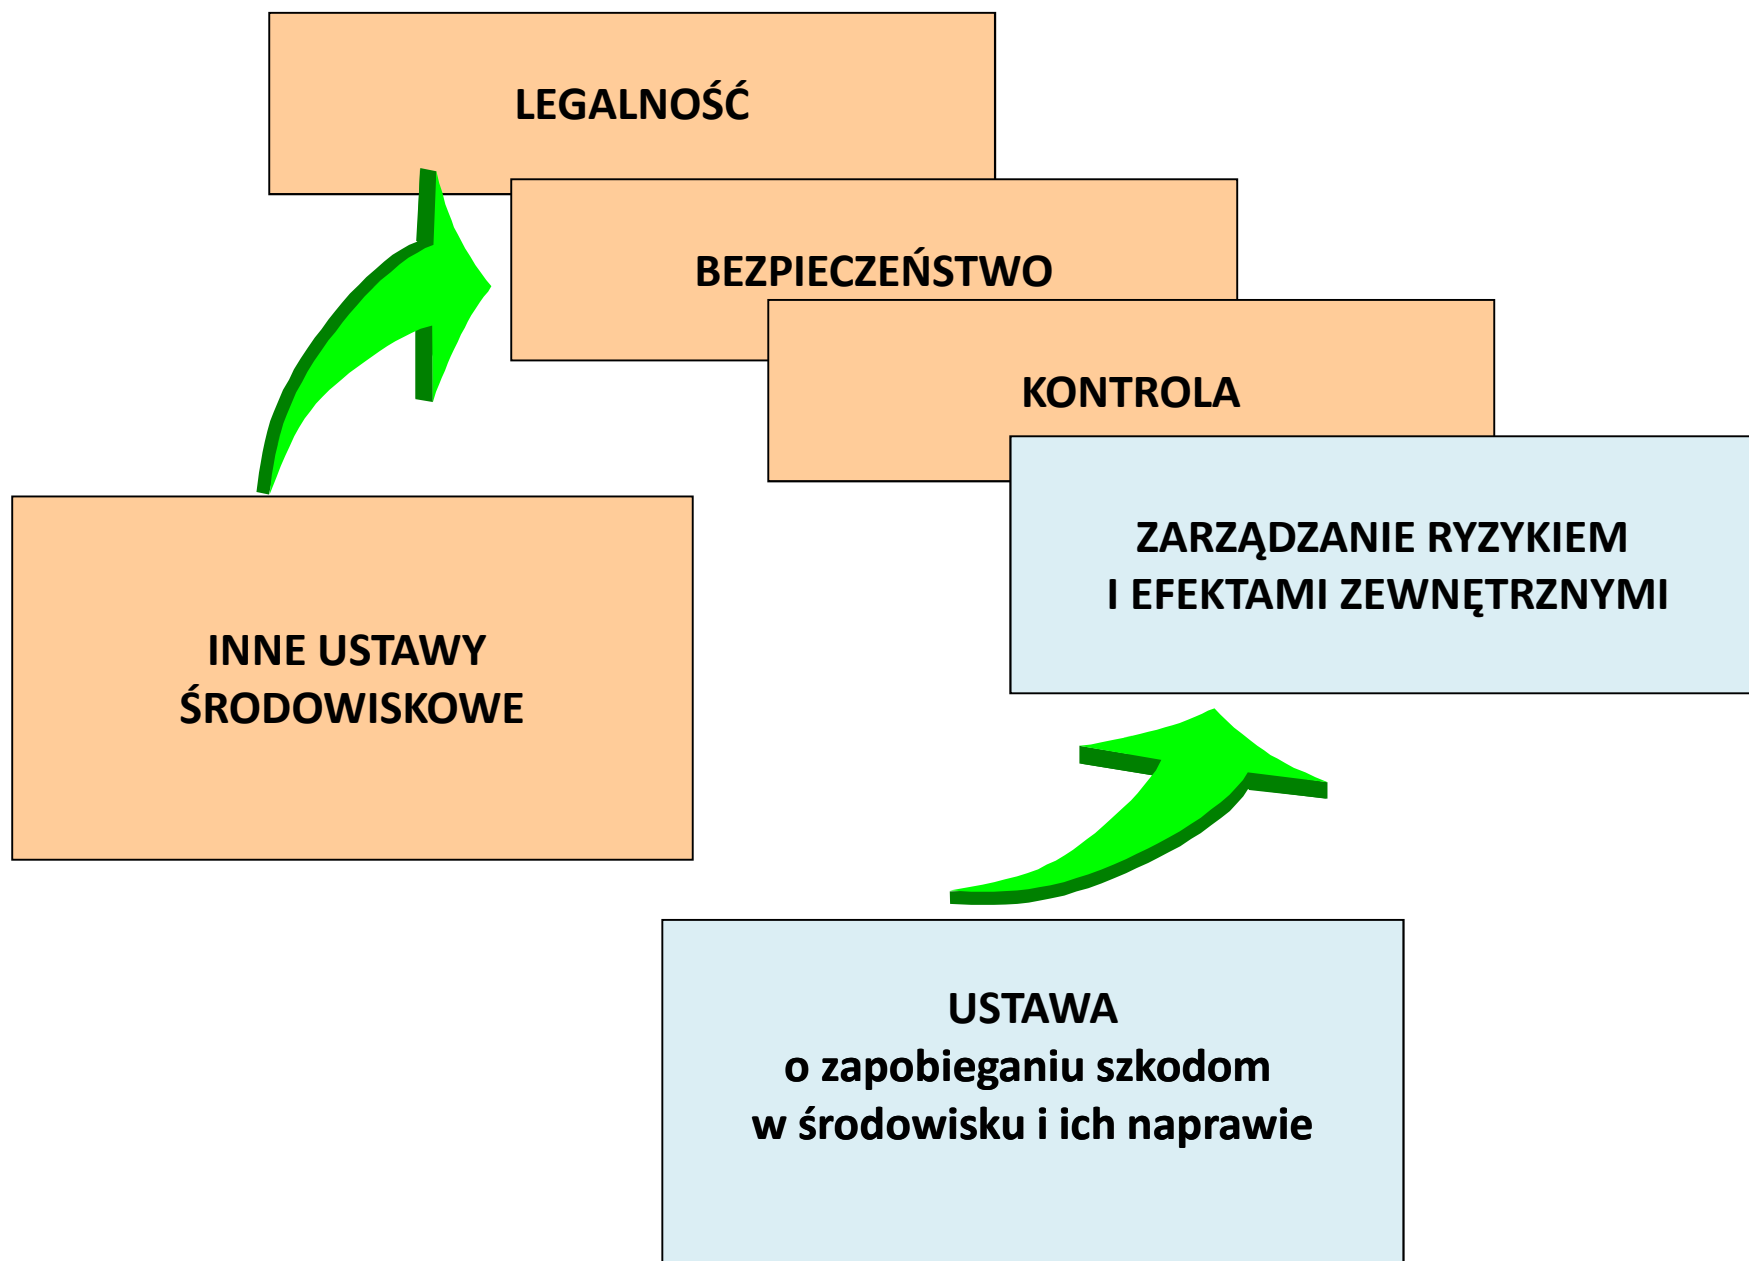 LEGALNOŚĆ
BEZPIECZEŃSTWO
KONTROLA
ZARZĄDZANIE RYZYKIEM
I EFEKTAMI ZEWNĘTRZNYMI
INNE USTAWY
ŚRODOWISKOWE
USTAWA
o zapobieganiu szkodom
w środowisku i ich naprawie